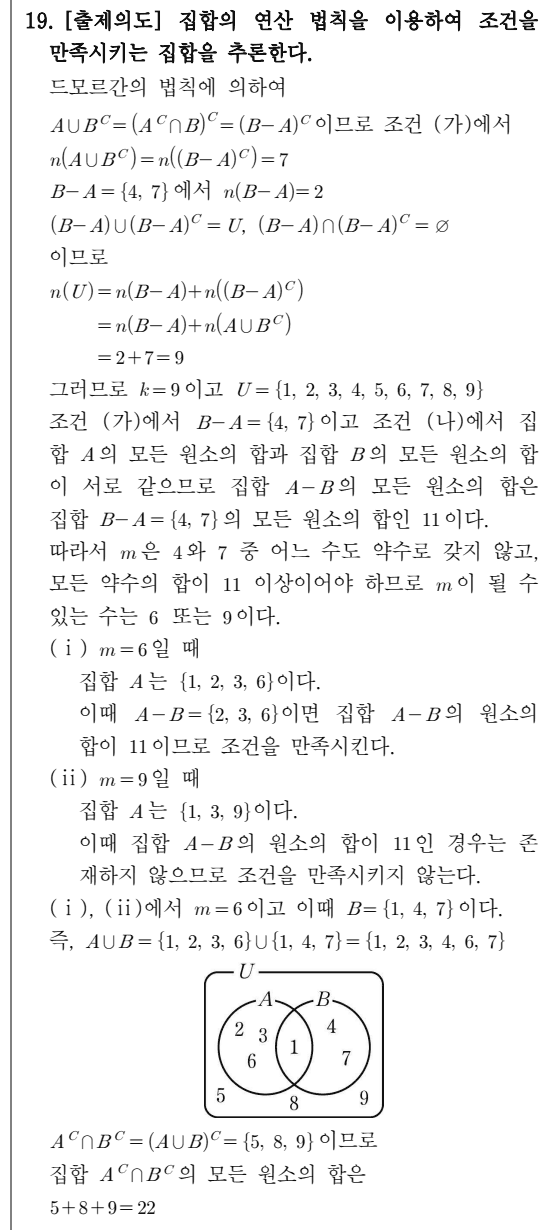 19. [출제의도] 집합의 연산 법칙을 이용하여 조건을
만족시키는 집합을 추론한다.
드모르간의 법칙에 의하여
A∪B^C=(A^C∩B)^C=(B−A)^C이므로 조건 (가)에서
n(A∪B^C)=n((B−A)^C)=7
B−A={4, 7}에서 n(B−A)=2
(B−A)∪(B−A)^C=U, (B−A)∩(B−A)^C=∅
이므로
n(U)=n(B−A)+n((B−A)^C)
=n(B−A)+n(A∪B^C)
=2+7=9
그러므로 k=9이고 U={1, 2, 3, 4, 5, 6, 7, 8, 9}
조건 (가)에서 B−A={4, 7}이고 조건 (나)에서 집
합 A의 모든 원소의 합과 집합 B의 모든 원소의 합
이 서로 같으므로 집합 A−B의 모든 원소의 합은
집합 B−A={4, 7}의 모든 원소의 합인 11이다.
따라서 m은 4와 7 중 어느 수도 약수로 갖지 않고,
모든 약수의 합이 11 이상이어야 하므로 m이 될 수
있는 수는 6 또는 9이다.
(i) m=6일 때
집합 A는 {1, 2, 3, 6}이다.
이때 A−B={2, 3, 6}이면 집합 A−B의 원소의
합이 11이므로 조건을 만족시킨다.
(ii) m=9일 때
집합 A는 {1, 3, 9}이다.
이때 집합 A−B의 원소의 합이 11인 경우는 존
재하지 않으므로 조건을 만족시키지 않는다.
(i), (ii)에서 m=6이고 이때 B={1, 4, 7}이다.
즉, A∪B={1, 2, 3, 6}∪{1, 4, 7}={1, 2, 3, 4, 6, 7}
U
A B
2 3 4
6 1 7
5 8 9
A^C∩B^C=(A∪B)^C={5, 8, 9}이므로
집합 A^C∩B^C의 모든 원소의 합은
5+8+9=22